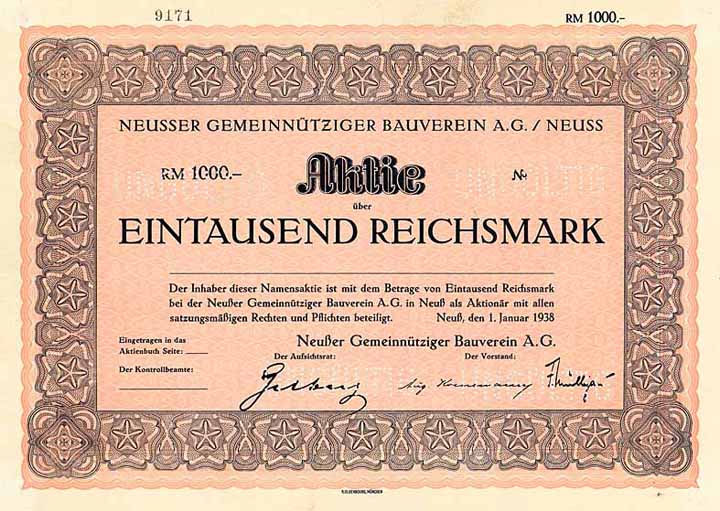 9171
RM 1000.-
NEUSSER GEMEINNÜTZIGER BAUVEREIN A.G. / NEUSS
RM 1000.-
Aktie
№
UNGÜLTIG
über
EINTAUSEND REICHSMARK
Der Inhaber dieser Namensaktie ist mit dem Betrage von Eintausend Reichsmark
bei der Neußer Gemeinnütziger Bauverein A.G. in Neuß als Aktionär mit allen
satzungsmäßigen Rechten und Pflichten beteiligt. Neuß, den 1. Januar 1938
Eingetragen in das
Aktienbuch Seite:
Der Kontrollbeamte:
Neußer Gemeinnütziger Bauverein A.G.
Der Aufsichtsrat:
Der Vorstand:
R.OLDENBOURG, MÜNCHEN